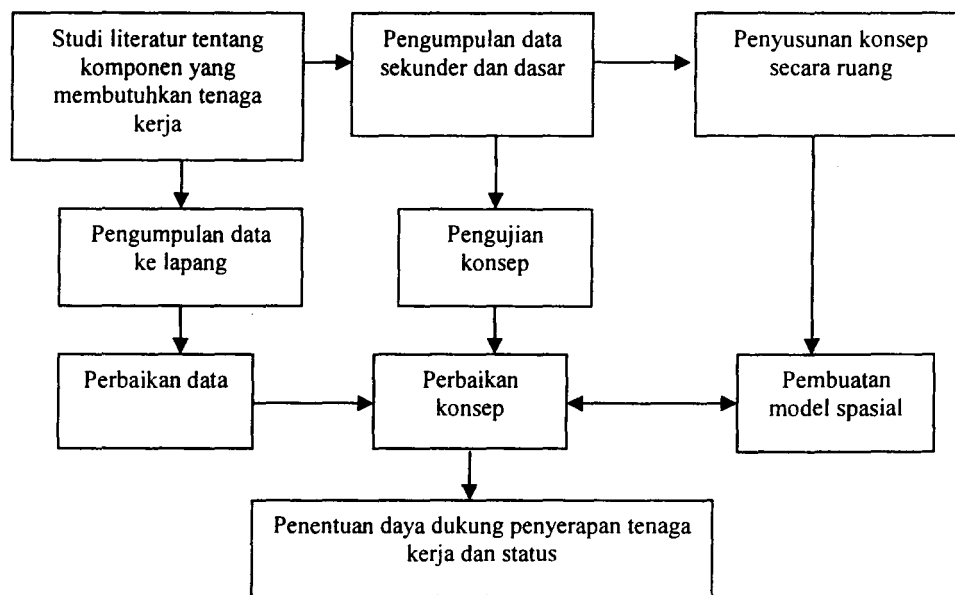 Studi literatur tentang
komponen yang
membutuhkan tenaga
kerja
Pengumpulan data
sekunder dan dasar
Penyusunan konsep
secara ruang
Pengumpulan data
ke lapang
Pengujian
konsep
Perbaikan data
Perbaikan
konsep
Pembuatan
model spasial
Penentuan daya dukung penyerapan tenaga
kerja dan status